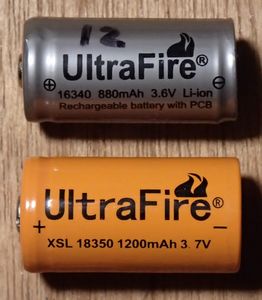 12
UltraFire®
⊕ 16340 880mAh 3.6V Li-ion ⊖
Rechargeable battery with PCB
UltraFire®
+ −
XSL 18350 1200mAh 3.7V